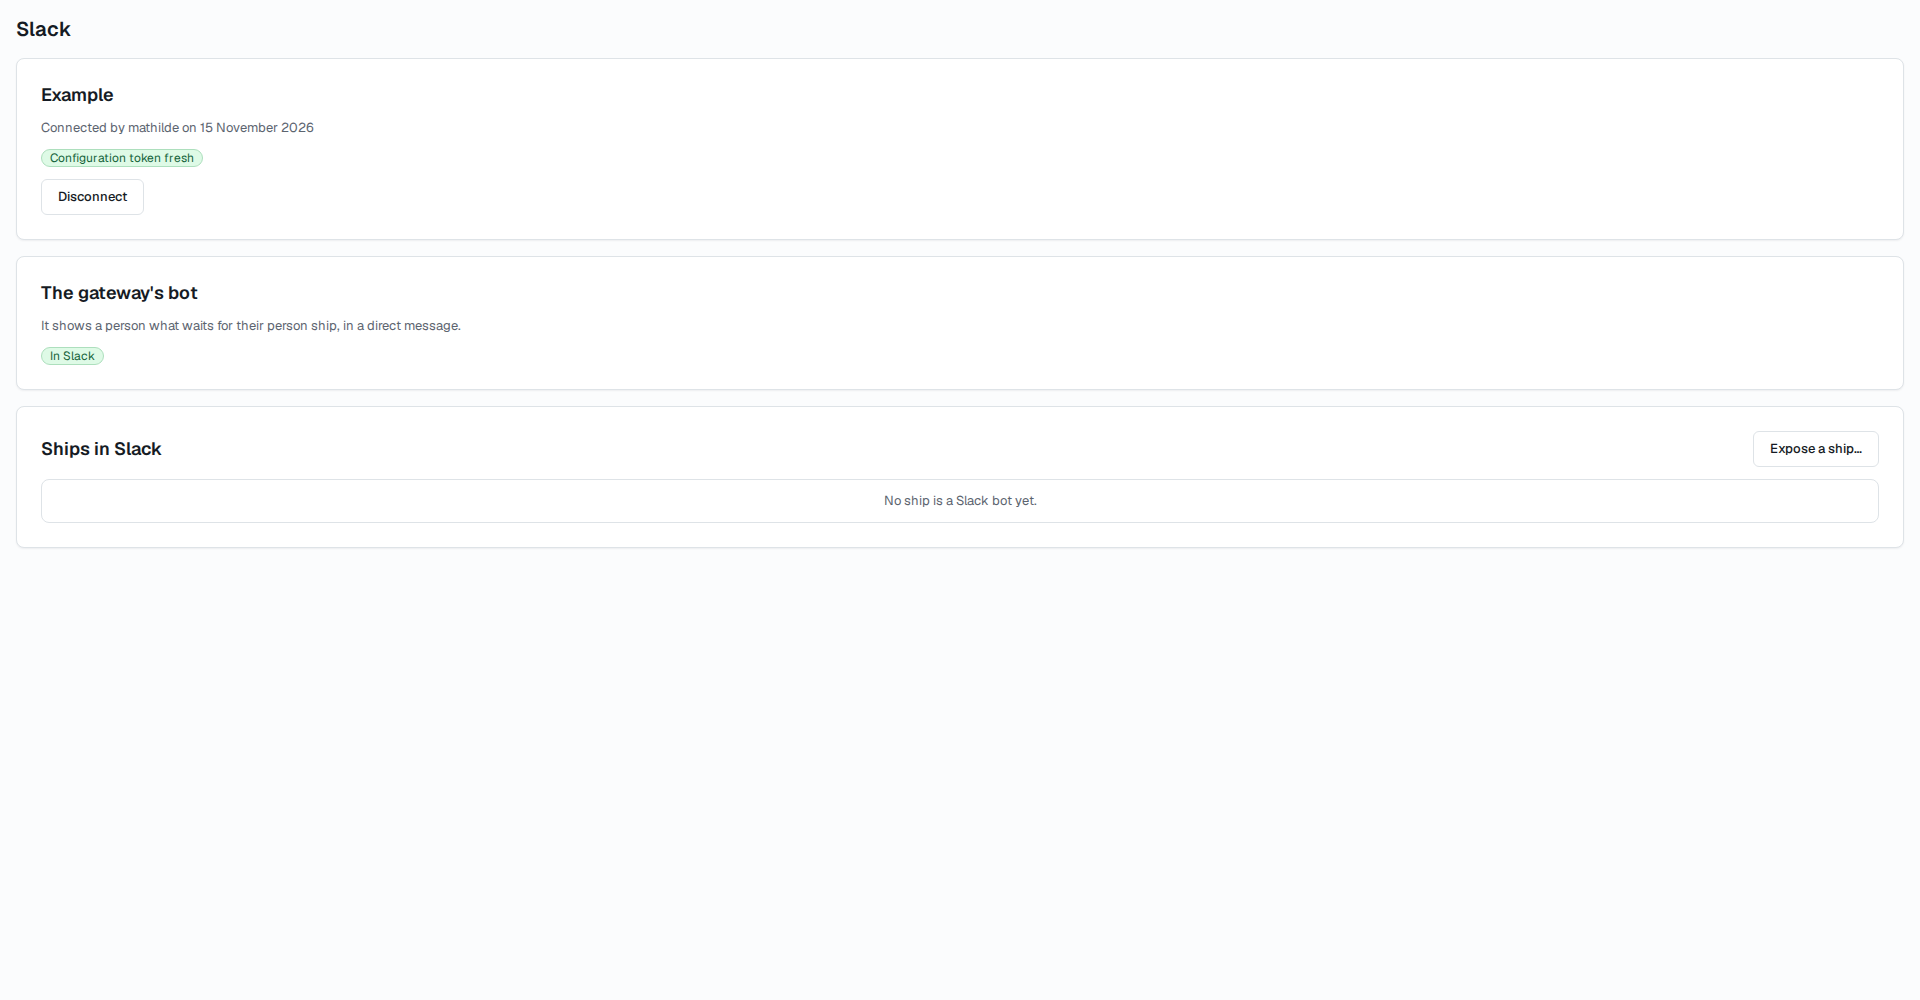 Slack
Example
Connected by mathilde on 15 November 2026
Configuration token fresh
Disconnect
The gateway's bot
It shows a person what waits for their person ship, in a direct message.
In Slack
Ships in Slack
Expose a ship…
No ship is a Slack bot yet.